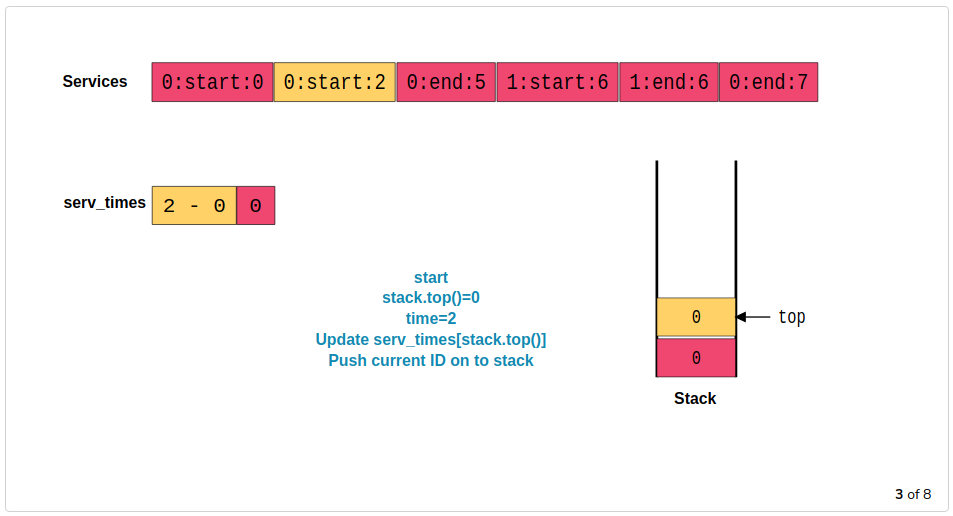 Services 0:start:0 0:start:2 0:end:5 1:start:6 1:end:6 0:end:7
serv_times 2 - 0 0
start
stack.top()=0
time=2
Update serv_times[stack.top()]
Push current ID on to stack
0 top
0
Stack
3 of 8